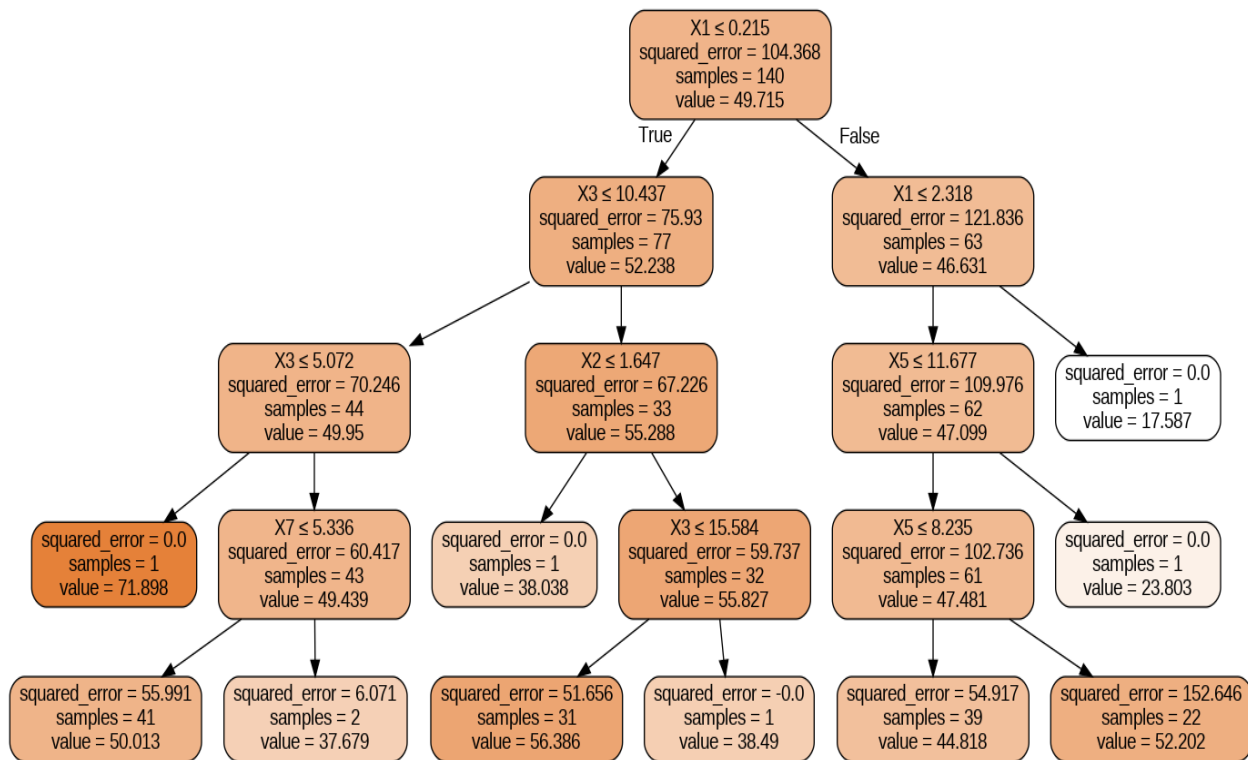 X1 ≤ 0.215
squared_error = 104.368
samples = 140
value = 49.715
True
False
X3 ≤ 10.437
squared_error = 75.93
samples = 77
value = 52.238
X1 ≤ 2.318
squared_error = 121.836
samples = 63
value = 46.631
X3 ≤ 5.072
squared_error = 70.246
samples = 44
value = 49.95
X2 ≤ 1.647
squared_error = 67.226
samples = 33
value = 55.288
X5 ≤ 11.677
squared_error = 109.976
samples = 62
value = 47.099
squared_error = 0.0
samples = 1
value = 17.587
squared_error = 0.0
samples = 1
value = 71.898
X7 ≤ 5.336
squared_error = 60.417
samples = 43
value = 49.439
squared_error = 0.0
samples = 1
value = 38.038
X3 ≤ 15.584
squared_error = 59.737
samples = 32
value = 55.827
X5 ≤ 8.235
squared_error = 102.736
samples = 61
value = 47.481
squared_error = 0.0
samples = 1
value = 23.803
squared_error = 55.991
samples = 41
value = 50.013
squared_error = 6.071
samples = 2
value = 37.679
squared_error = 51.656
samples = 31
value = 56.386
squared_error = -0.0
samples = 1
value = 38.49
squared_error = 54.917
samples = 39
value = 44.818
squared_error = 152.646
samples = 22
value = 52.202